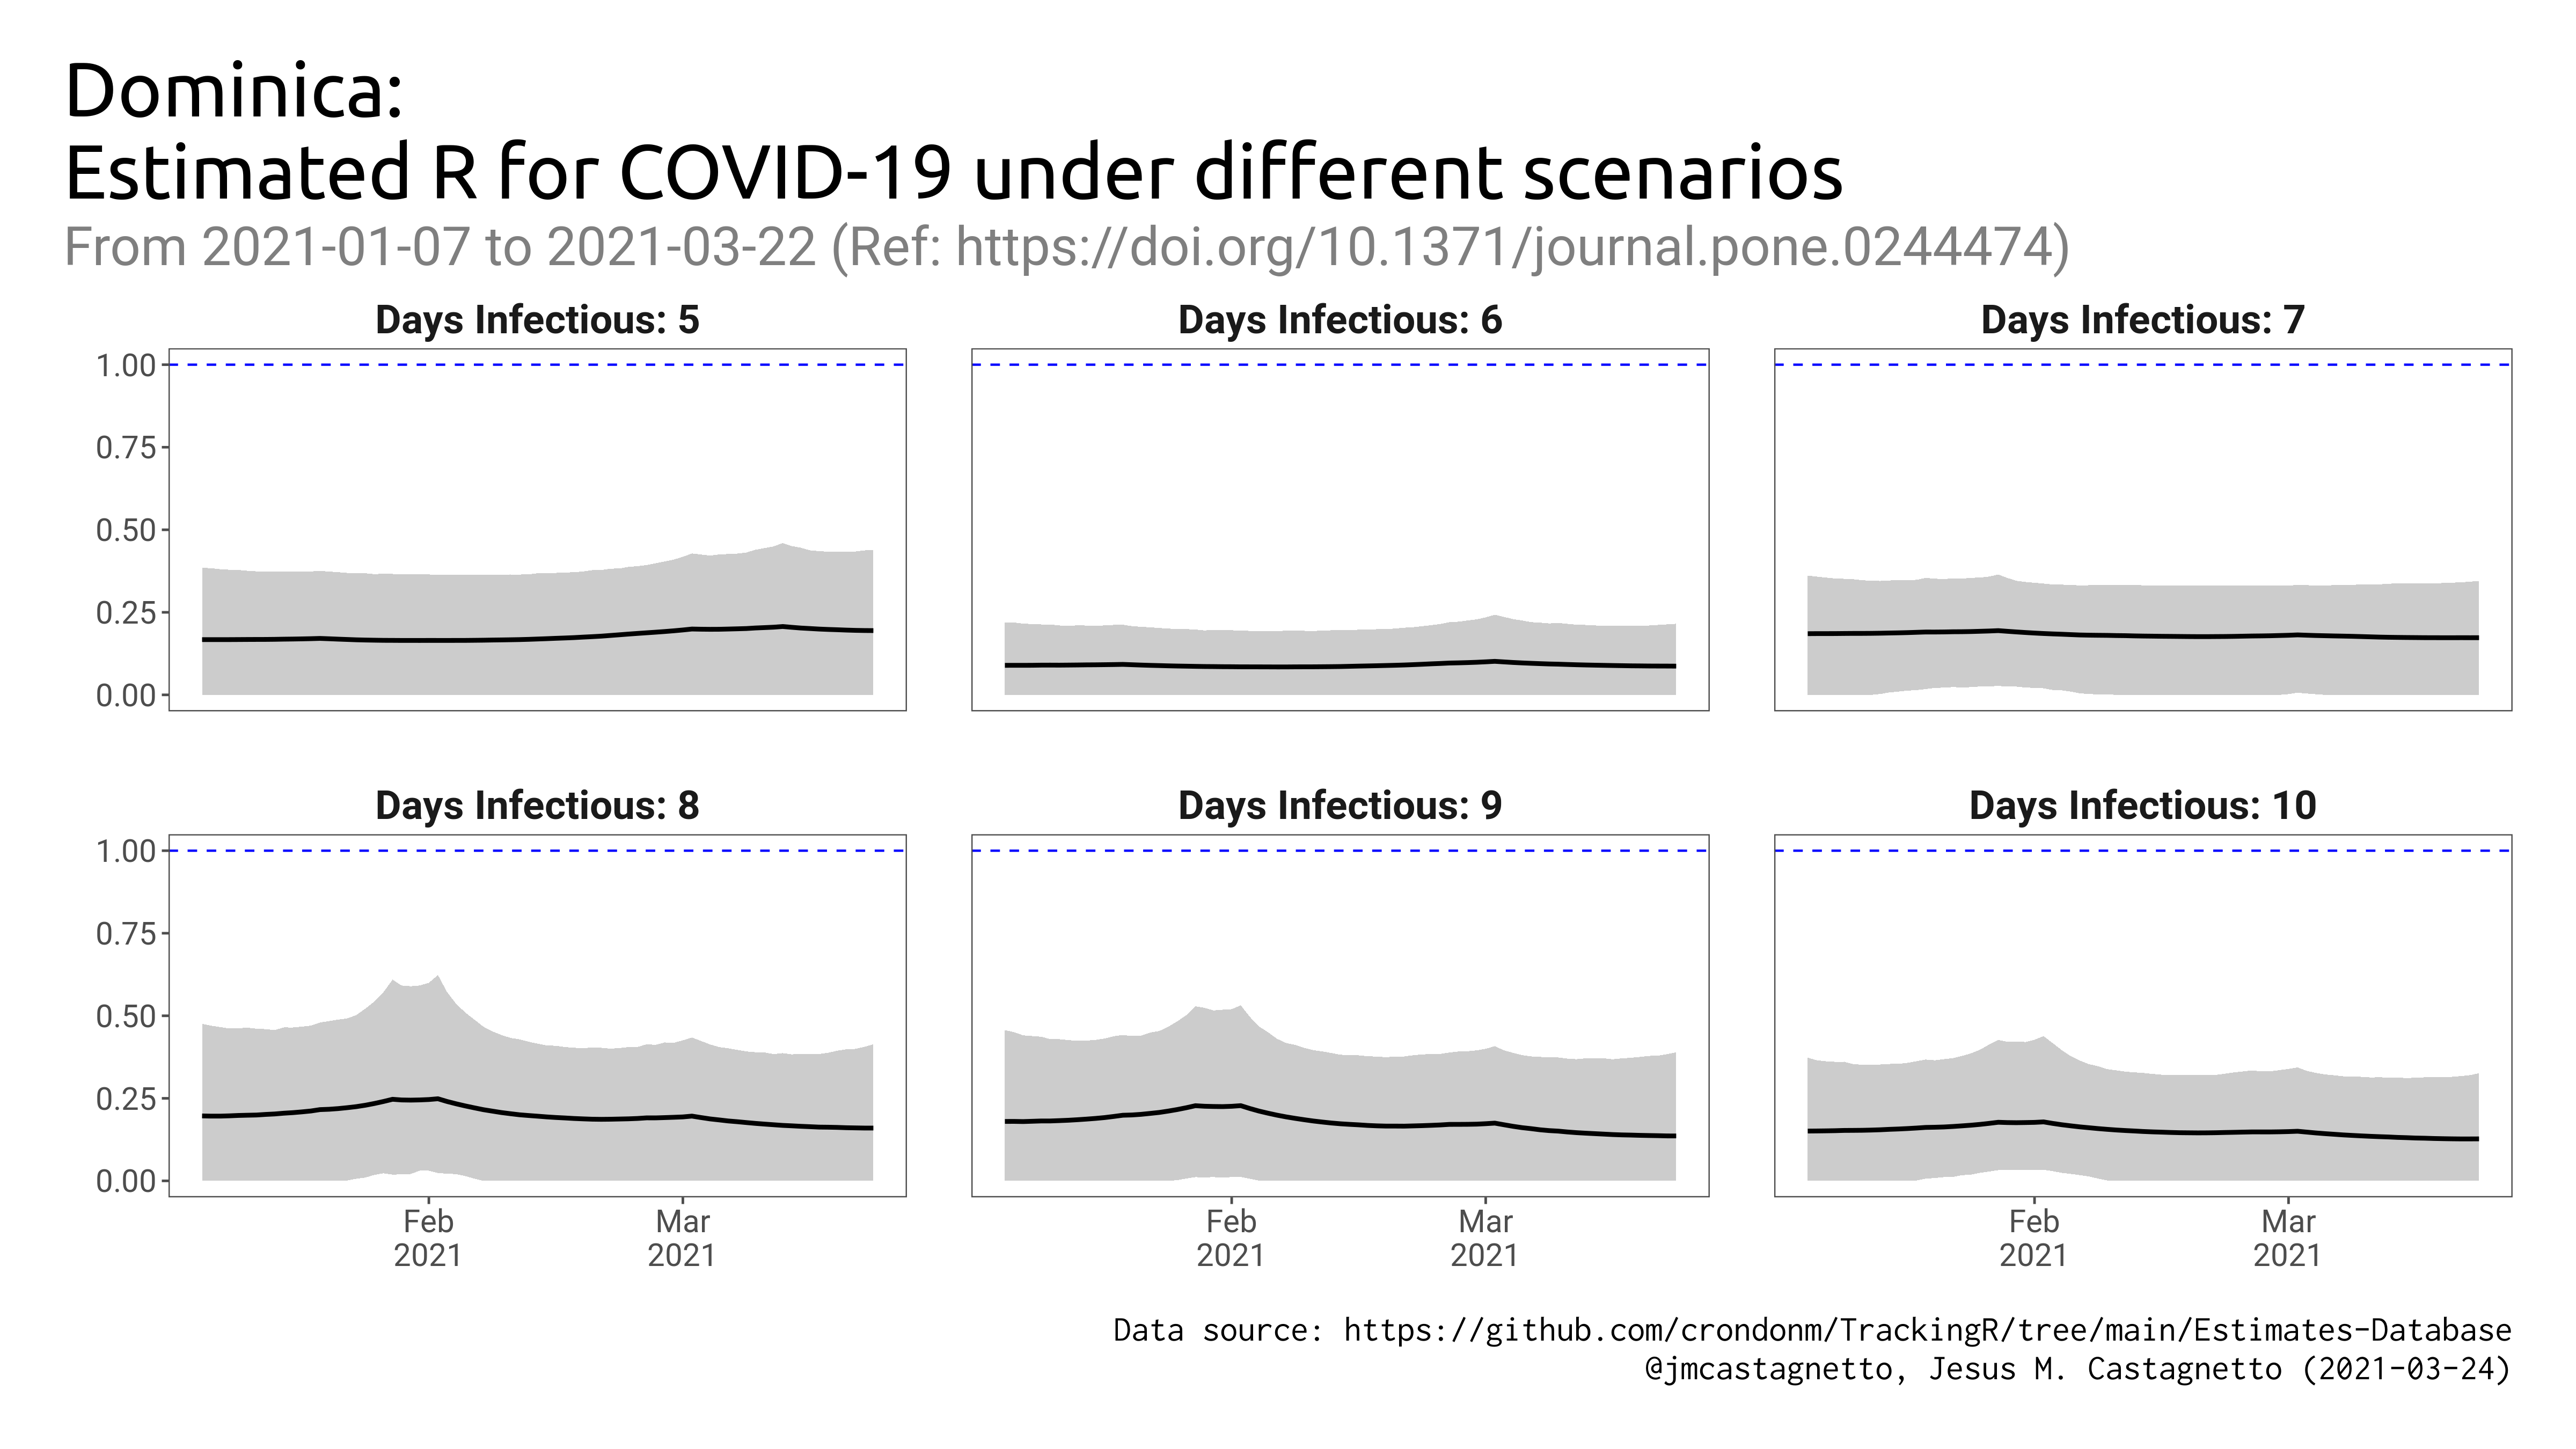 Dominica:
Estimated R for COVID-19 under different scenarios
From 2021-01-07 to 2021-03-22 (Ref: https://doi.org/10.1371/journal.pone.0244474)
Days Infectious: 5
Days Infectious: 6
Days Infectious: 7
1.00
0.75
0.50
0.25
0.00
Days Infectious: 8
Days Infectious: 9
Days Infectious: 10
1.00
0.75
0.50
0.25
0.00
Feb
2021
Mar
2021
Feb
2021
Mar
2021
Feb
2021
Mar
2021
Data source: https://github.com/crondonm/TrackingR/tree/main/Estimates-Database
@jmcastagnetto, Jesus M. Castagnetto (2021-03-24)